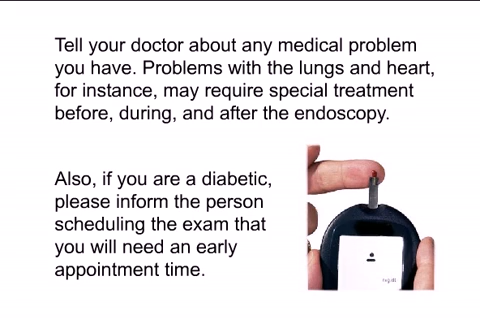 Tell your doctor about any medical problem
you have. Problems with the lungs and heart,
for instance, may require special treatment
before, during, and after the endoscopy.
Also, if you are a diabetic,
please inform the person
scheduling the exam that
you will need an early
appointment time.